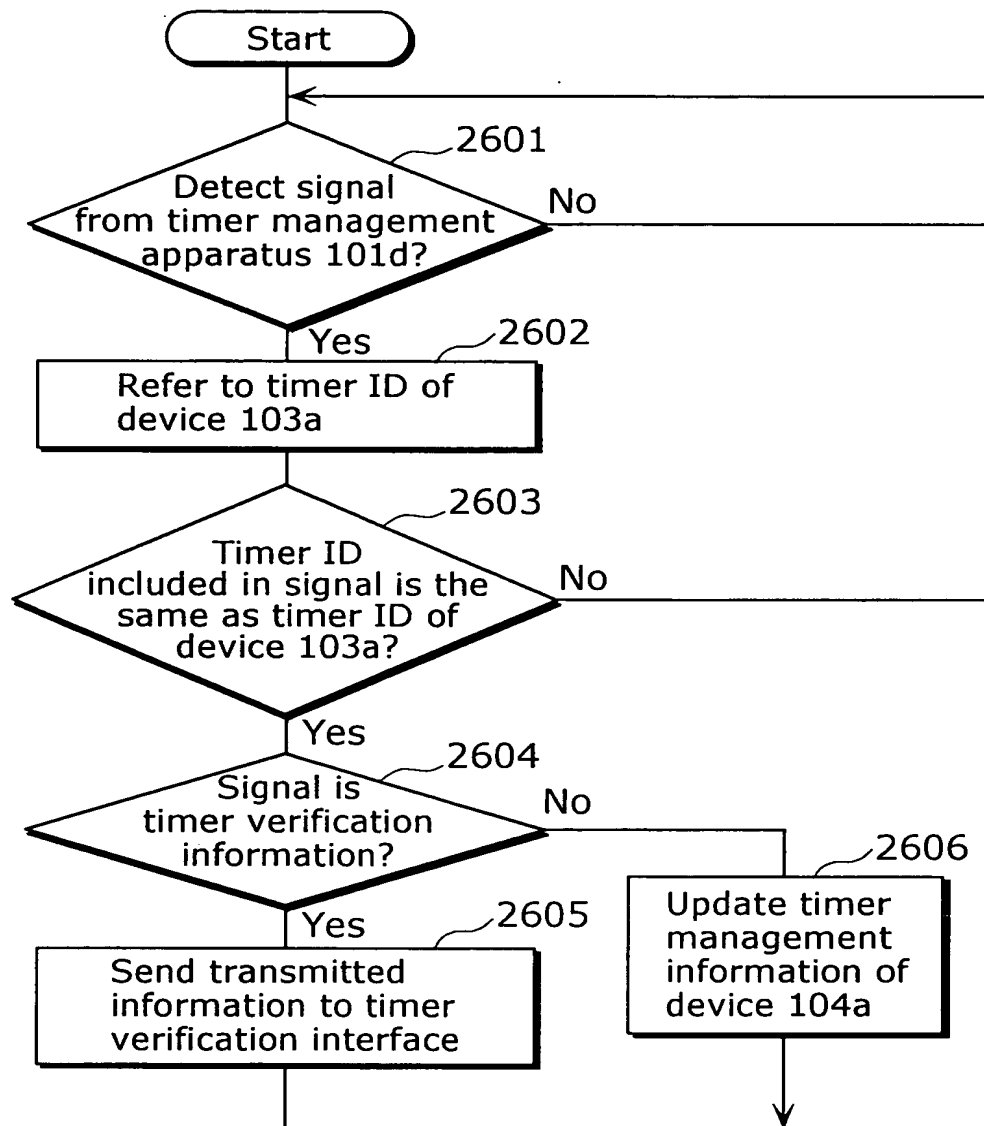 Start
2601
Detect signal
from timer management
apparatus 101d?
No
Yes
2602
Refer to timer ID of
device 103a
2603
Timer ID
included in signal is the
same as timer ID of
device 103a?
No
Yes
2604
Signal is
timer verification
information?
No
Yes
2605
Send transmitted
information to timer
verification interface
2606
Update timer
management
information of
device 104a